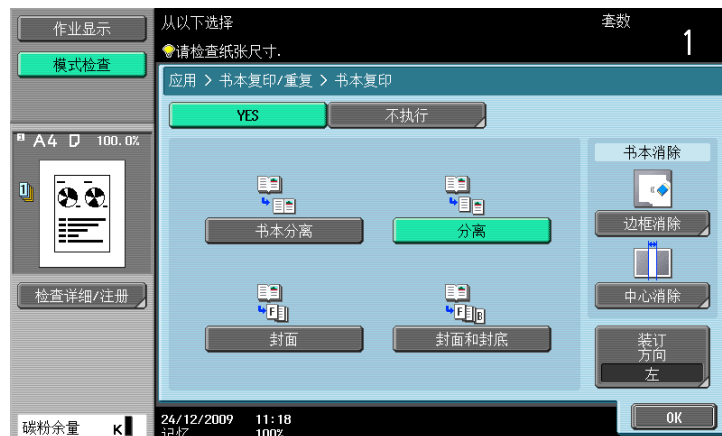 作业显示
模式检查
从以下选择
请检查纸张尺寸.
套数
1
应用 > 书本复印/重复 > 书本复印
YES
不执行
A4 100.0%
1
书本分离
分离
封面
封面和封底
F
F B
书本消除
边框消除
中心消除
装订
方向
左
检查详细/注册
碳粉余量 K
24/12/2009 11:18
记忆 100%
OK